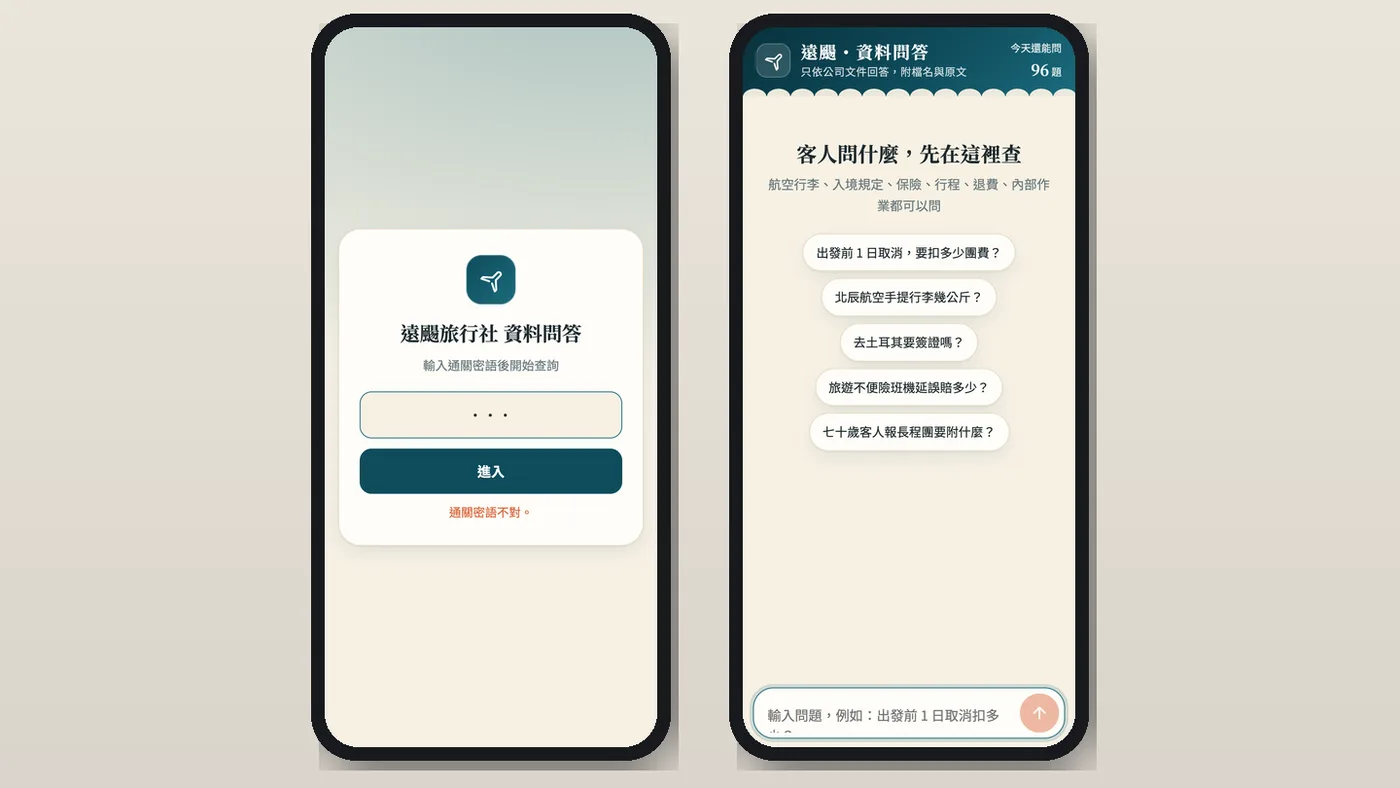 遠颺旅行社 資料問答
輸入通關密語後開始查詢
進入
通關密語不對。
遠颺・資料問答
只依公司文件回答，附檔名與原文
今天還能問
96 題
客人問什麼，先在這裡查
航空行李、入境規定、保險、行程、退費、內部作
業都可以問
出發前 1 日取消，要扣多少團費？
北辰航空手提行李幾公斤？
去土耳其要簽證嗎？
旅遊不便險班機延誤賠多少？
七十歲客人報長程團要附什麼？
輸入問題，例如：出發前 1 日取消扣多